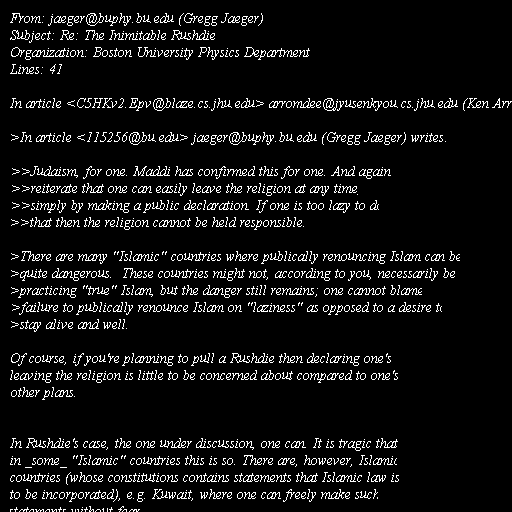 From: jaeger@buphy.bu.edu (Gregg Jaeger)
Subject: Re: The Inimitable Rushdie
Organization: Boston University Physics Department
Lines: 41

In article <C5HKv2.Epv@blaze.cs.jhu.edu> arromdee@jyusenkyou.cs.jhu.edu (Ken Arr

>In article <115256@bu.edu> jaeger@buphy.bu.edu (Gregg Jaeger) writes:

>>Judaism, for one. Maddi has confirmed this for one. And again
>>reiterate that one can easily leave the religion at any time
>>simply by making a public declaration. If one is too lazy to do
>>that then the religion cannot be held responsible.

>There are many "Islamic" countries where publically renouncing Islam can be
>quite dangerous.  These countries might not, according to you, necessarily be
>practicing "true" Islam, but the danger still remains; one cannot blame
>failure to publically renounce Islam on "laziness" as opposed to a desire to
>stay alive and well.

Of course, if you're planning to pull a Rushdie then declaring one's
leaving the religion is little to be concerned about compared to one's
other plans.

In Rushdie's case, the one under discussion, one can. It is tragic that
in _some_ "Islamic" countries this is so. There are, however, Islamic
countries (whose constitutions contains statements that Islamic law is
to be incorporated), e.g. Kuwait, where one can freely make such
statements without fear.